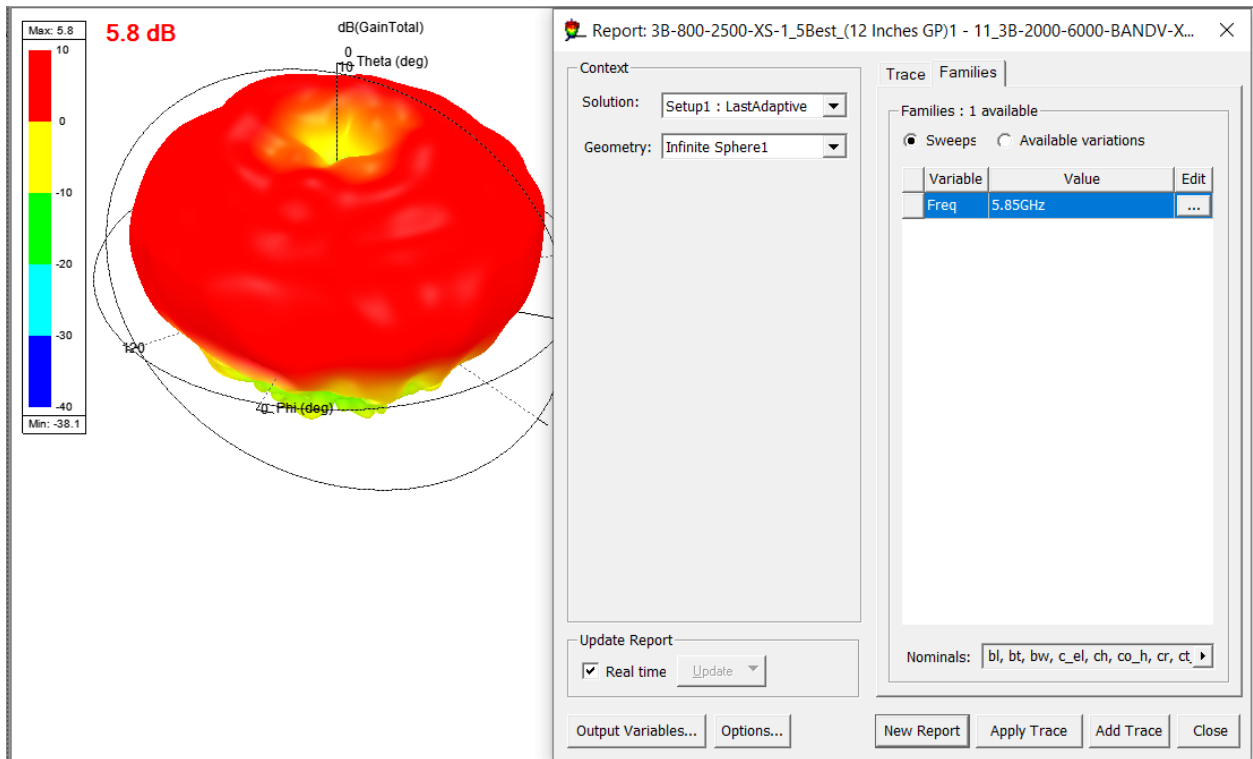 Max: 5.8
10
0
-10
-20
-30
-40
Min: -38.1
5.8 dB
dB(GainTotal)
0
10
Theta (deg)
120
0
Phi (deg)
Report: 3B-800-2500-XS-1_5Best_(12 Inches GP)1 - 11_3B-2000-6000-BANDV-X...
Context
Solution: Setup1 : LastAdaptive
Geometry: Infinite Sphere1
Update Report
Real time Update
Output Variables... Options...
Trace Families
Families : 1 available
Sweeps Available variations
Variable Value Edit
Freq 5.85GHz ...
Nominals: bl, bt, bw, c_el, ch, co_h, cr, ct_
New Report Apply Trace Add Trace Close